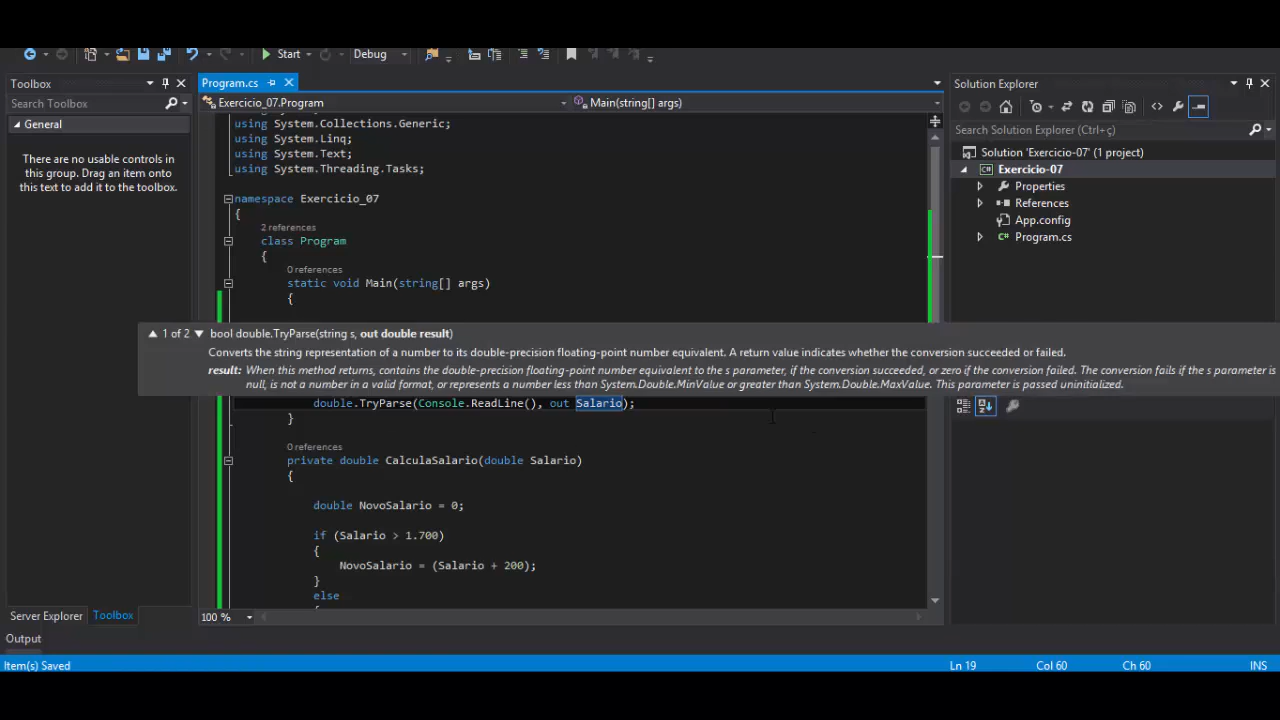 Start
Debug
Toolbox
Search Toolbox
General
There are no usable controls in
this group. Drag an item onto
this text to add it to the toolbox.
Server Explorer
Toolbox
Output
Item(s) Saved
Program.cs
Exercicio_07.Program
Main(string[] args)
using System.Collections.Generic;
using System.Linq;
using System.Text;
using System.Threading.Tasks;
namespace Exercicio_07
{
2 references
class Program
{
0 references
static void Main(string[] args)
{
1 of 2 bool double.TryParse(string s, out double result)
Converts the string representation of a number to its double-precision floating-point number equivalent. A return value indicates whether the conversion succeeded or failed.
result: When this method returns, contains the double-precision floating-point number equivalent to the s parameter, if the conversion succeeded, or zero if the conversion failed. The conversion fails if the s parameter is
null, is not a number in a valid format, or represents a number less than System.Double.MinValue or greater than System.Double.MaxValue. This parameter is passed uninitialized.
double.TryParse(Console.ReadLine(), out Salario);
}
0 references
private double CalculaSalario(double Salario)
{
double NovoSalario = 0;
if (Salario > 1.700)
{
NovoSalario = (Salario + 200);
}
else
{
100 %
Solution Explorer
Search Solution Explorer (Ctrl+ç)
Solution 'Exercicio-07' (1 project)
Exercicio-07
Properties
References
App.config
Program.cs
Ln 19
Col 60
Ch 60
INS